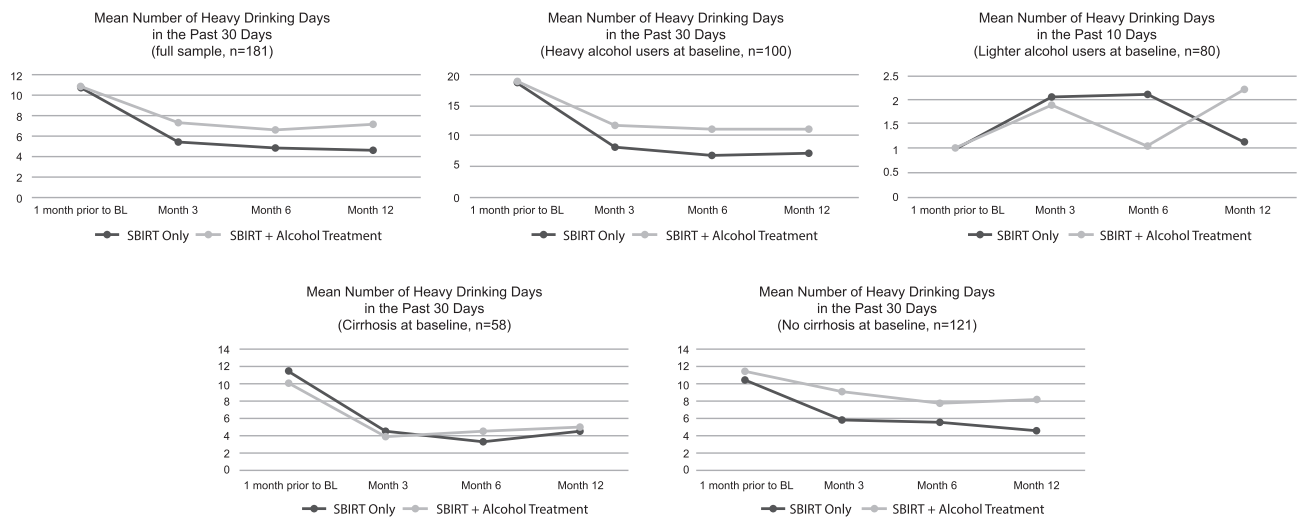 Mean Number of Heavy Drinking Days
in the Past 30 Days
(full sample, n=181)
12
10
8
6
4
2
0
1 month prior to BL Month 3 Month 6 Month 12
SBIRT Only SBIRT + Alcohol Treatment
Mean Number of Heavy Drinking Days
in the Past 30 Days
(Heavy alcohol users at baseline, n=100)
20
15
10
5
0
1 month prior to BL Month 3 Month 6 Month 12
SBIRT Only SBIRT + Alcohol Treatment
Mean Number of Heavy Drinking Days
in the Past 10 Days
(Lighter alcohol users at baseline, n=80)
2.5
2
1.5
1
0.5
0
1 month prior to BL Month 3 Month 6 Month 12
SBIRT Only SBIRT + Alcohol Treatment
Mean Number of Heavy Drinking Days
in the Past 30 Days
(Cirrhosis at baseline, n=58)
14
12
10
8
6
4
2
0
1 month prior to BL Month 3 Month 6 Month 12
SBIRT Only SBIRT + Alcohol Treatment
Mean Number of Heavy Drinking Days
in the Past 30 Days
(No cirrhosis at baseline, n=121)
14
12
10
8
6
4
2
0
1 month prior to BL Month 3 Month 6 Month 12
SBIRT Only SBIRT + Alcohol Treatment